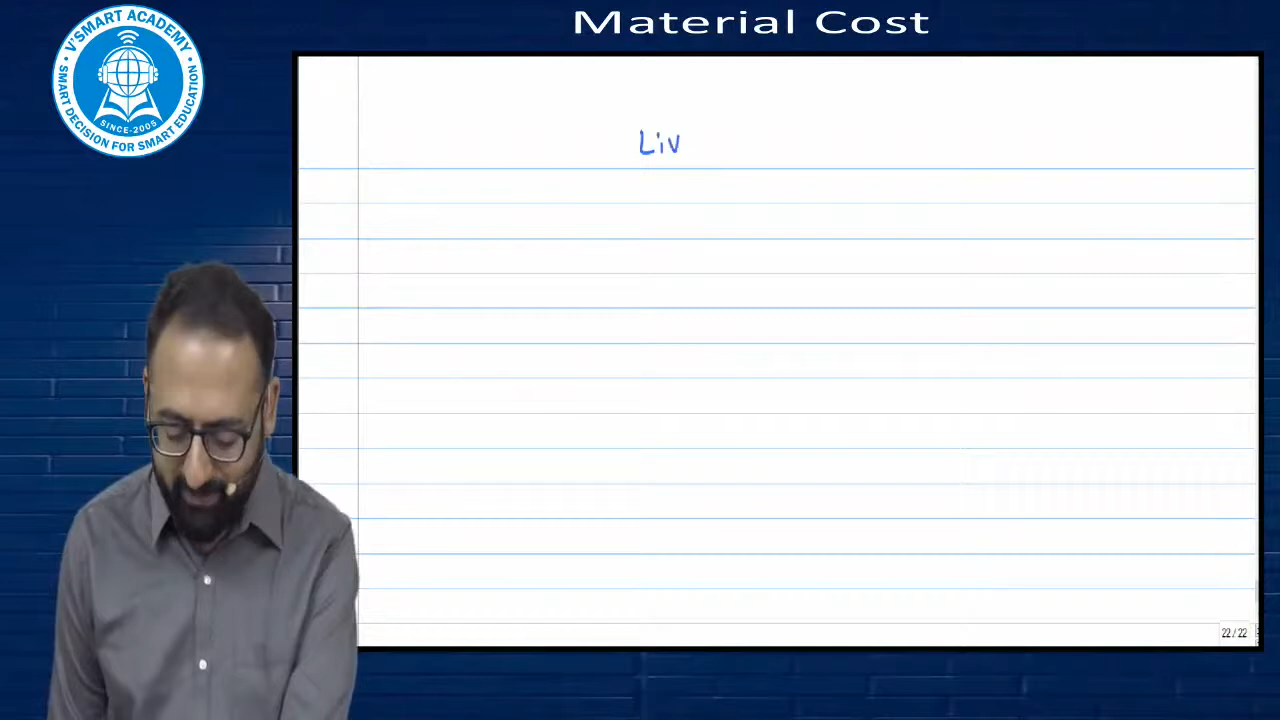 Material Cost
V'SMART ACADEMY
SINCE-2005
SMART DECISION FOR SMART EDUCATION
Liv
22 / 22